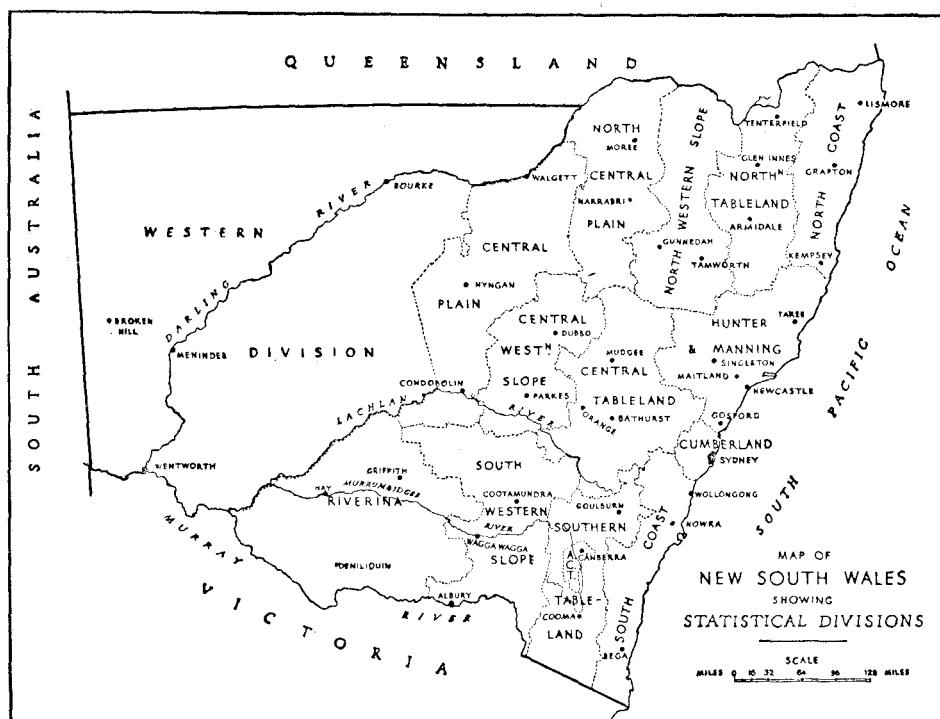 QUEENSLAND
SOUTH AUSTRALIA
WESTERN
DIVISION
DARLING RIVER
BOURKE
BROKEN
HILL
MENINDEE
WENTWORTH
MURRAY
RIVER
VICTORIA
NORTH
CENTRAL
PLAIN
MOREE
NARRABRI
WALGETT
CENTRAL
PLAIN
NYNGAN
NORTH WESTERN SLOPE
GUNNEDAH
TAMWORTH
TENTERFIELD
GLEN INNES
NORTHN
TABLELAND
ARMIDALE
NORTH COAST
LISMORE
GRAFTON
KEMPSEY
CENTRAL
WESTN
SLOPE
DUBBO
PARKES
MUDGEE
CENTRAL
TABLELAND
ORANGE
BATHURST
HUNTER
& MANNING
TAREE
SINGLETON
MAITLAND
NEWCASTLE
GOSFORD
CUMBERLAND
SYDNEY
WOLLONGONG
NOWRA
SOUTH COAST
BEGA
CONDOBOLIN
LACHLAN RIVER
GRIFFITH
HAY
MURRUMBIDGEE
RIVER
RIVERINA
DENILIQUIN
ALBURY
SOUTH
WESTERN
SLOPE
COOTAMUNDRA
WAGGA WAGGA
GOULBURN
SOUTHERN
TABLE-
LAND
A.C.T.
CANBERRA
COOMA
SOUTH PACIFIC OCEAN
MAP OF
NEW SOUTH WALES
SHOWING
STATISTICAL DIVISIONS
SCALE
MILES 0 16 32 64 96 128 MILES